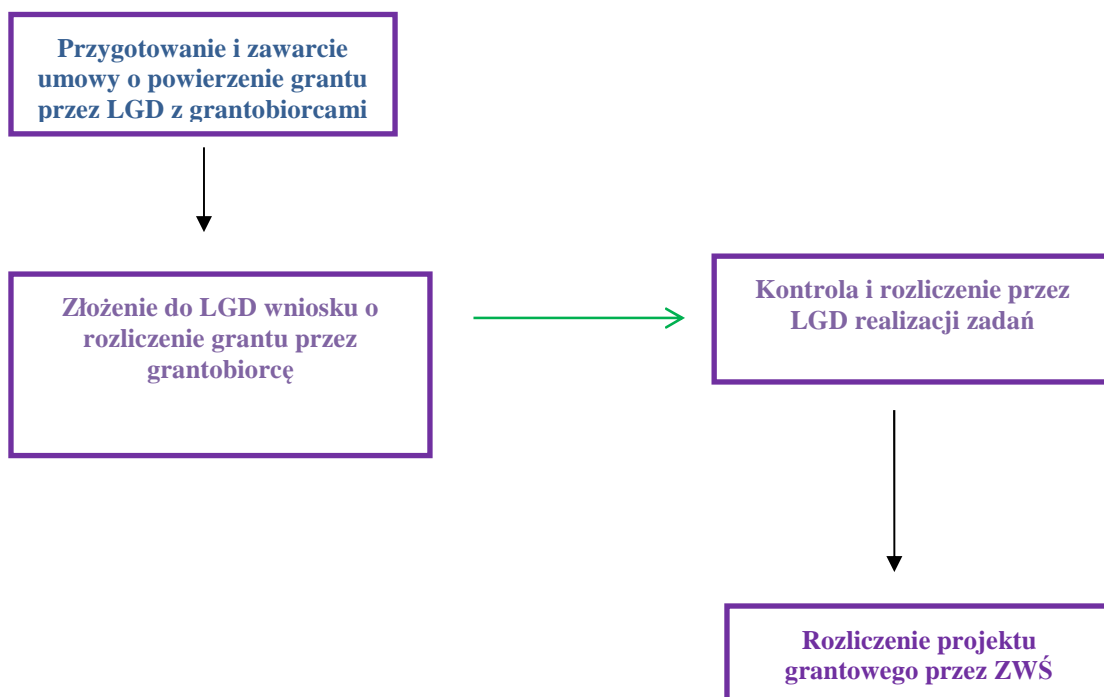 Przygotowanie i zawarcie
umowy o powierzenie grantu
przez LGD z grantobiorcami
Złożenie do LGD wniosku o
rozliczenie grantu przez
grantobiorcę
Kontrola i rozliczenie przez
LGD realizacji zadań
Rozliczenie projektu
grantowego przez ZWŚ